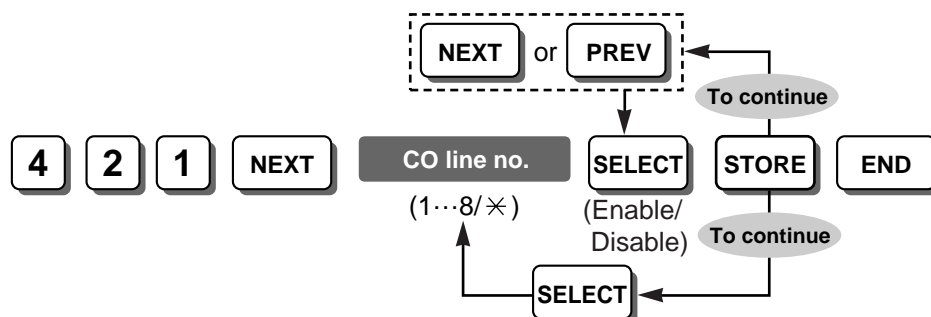 NEXT or PREV
To continue
4 2 1 NEXT CO line no. SELECT STORE END
(1···8/✳) (Enable/
Disable) To continue
SELECT